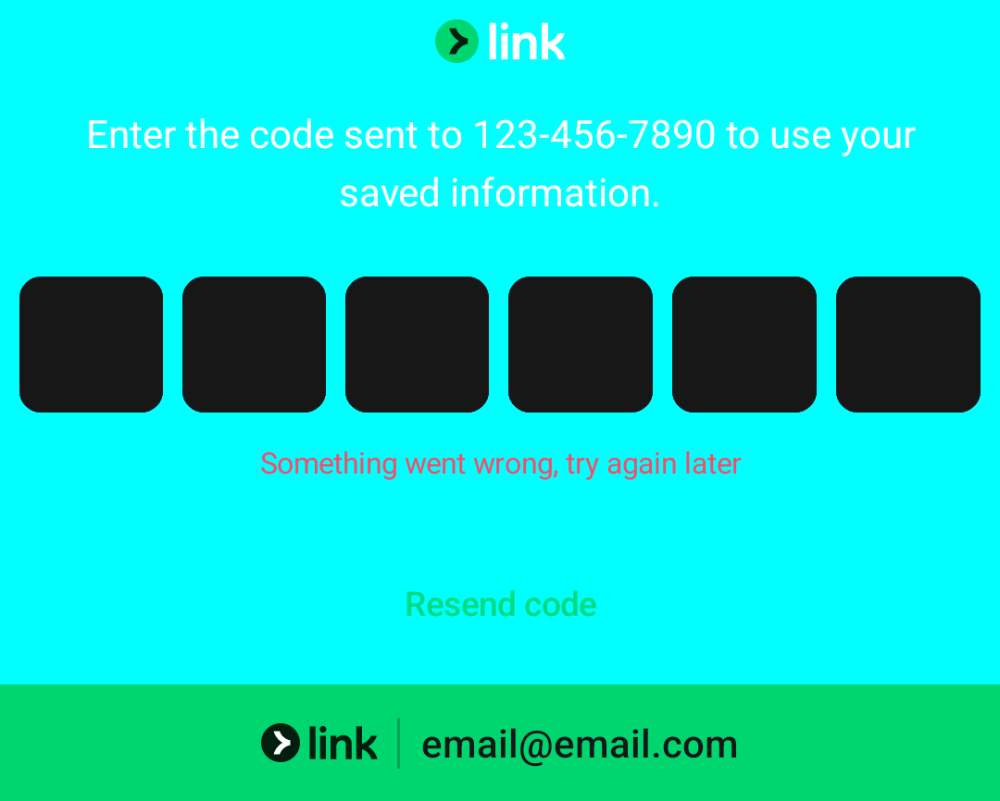 link
Enter the code sent to 123-456-7890 to use your
saved information.
Something went wrong, try again later
Resend code
link | email@email.com